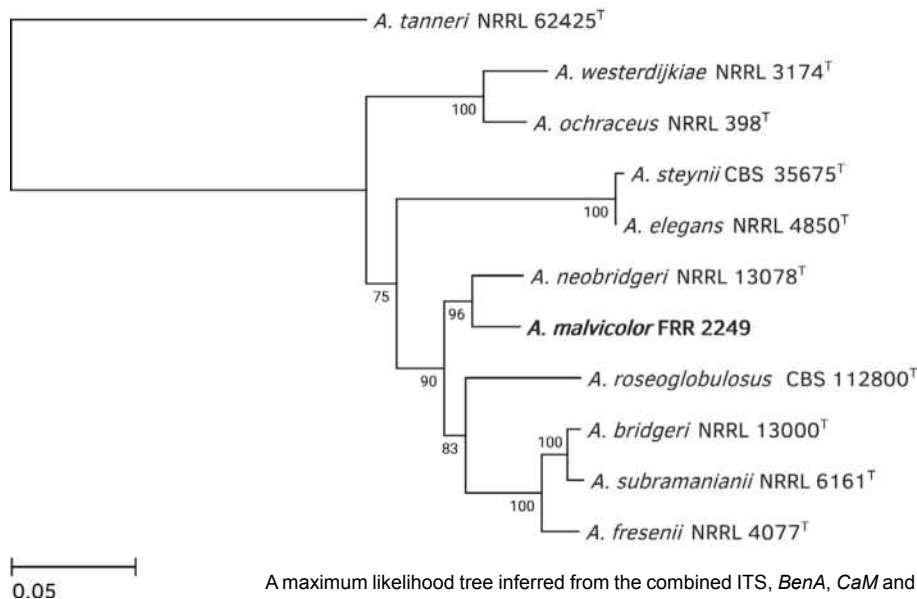 A. tanneri NRRL 62425T
A. westerdijkiae NRRL 3174T
100
A. ochraceus NRRL 398T
A. steynii CBS 35675T
100
A. elegans NRRL 4850T
A. neobridgeri NRRL 13078T
75
96
A. malvicolor FRR 2249
90
A. roseoglobulosus CBS 112800T
A. bridgeri NRRL 13000T
100
83
A. subramanianii NRRL 6161T
100
A. fresenii NRRL 4077T
0.05
A maximum likelihood tree inferred from the combined ITS, BenA, CaM and